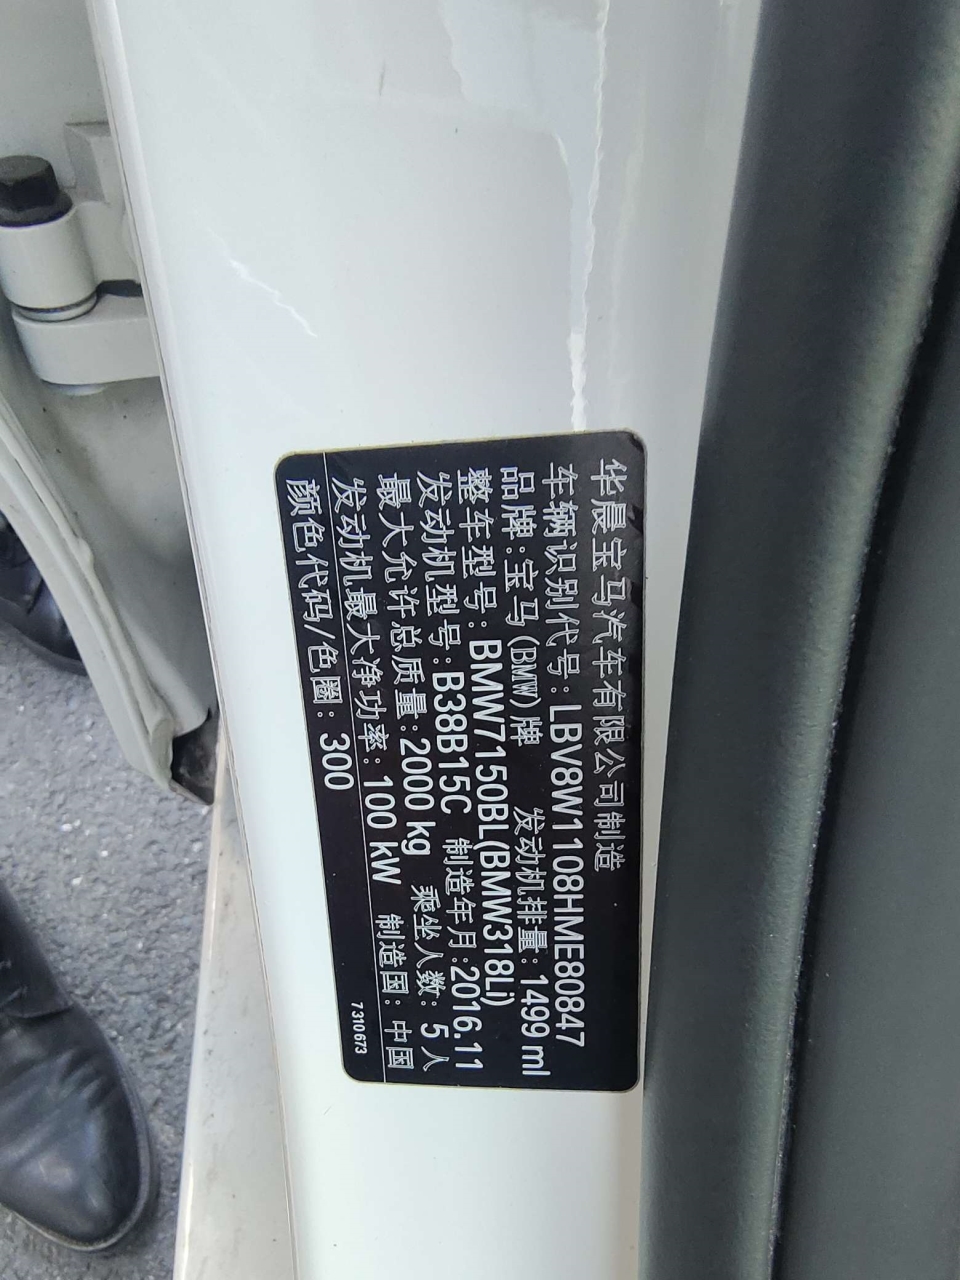 华晨宝马汽车有限公司制造
车辆识别代号:LBV8W1108HME80847
品牌:宝马(BMW)牌 发动机排量:1499 ml
整车型号:BMW7150BL(BMW318Li)
发动机型号:B38B15C 制造年月:2016.11
最大允许总质量:2000 kg 乘坐人数:5人
发动机最大净功率:100 kW 制造国:中国
颜色代码/色圈:300
7 310 673